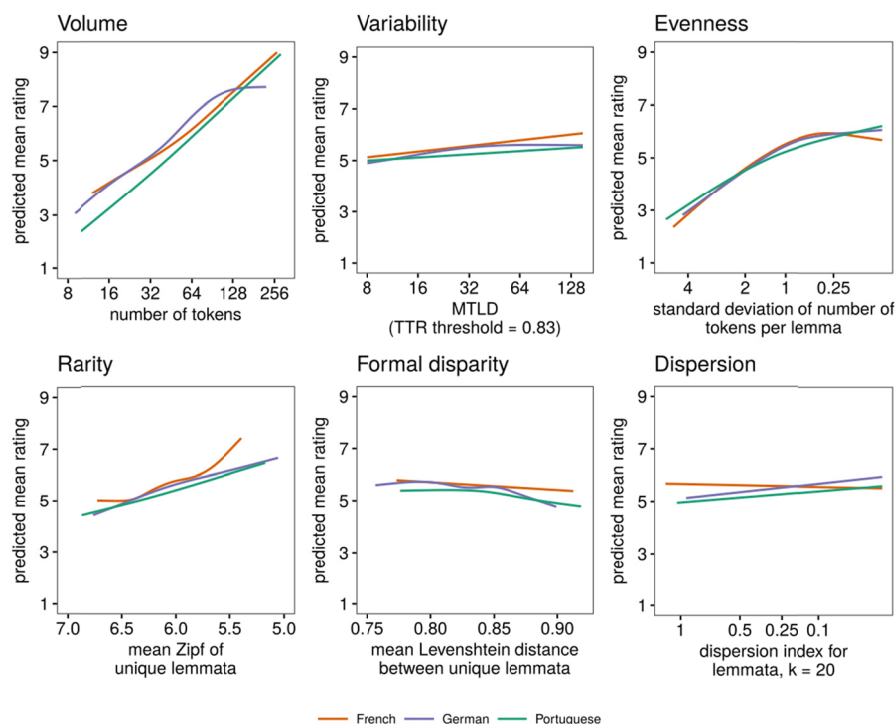 Volume
Variability
Evenness
predicted mean rating
9
7
5
3
1
8 16 32 64 128 256
number of tokens
predicted mean rating
9
7
5
3
1
8 16 32 64 128
MTLD
(TTR threshold = 0.83)
predicted mean rating
9
7
5
3
1
4 2 1 0.25
standard deviation of number of
tokens per lemma
Rarity
Formal disparity
Dispersion
predicted mean rating
9
7
5
3
1
7.0 6.5 6.0 5.5 5.0
mean Zipf of
unique lemmata
predicted mean rating
9
7
5
3
1
0.75 0.80 0.85 0.90
mean Levenshtein distance
between unique lemmata
predicted mean rating
9
7
5
3
1
1 0.5 0.25 0.1
dispersion index for
lemmata, k = 20
French German Portuguese